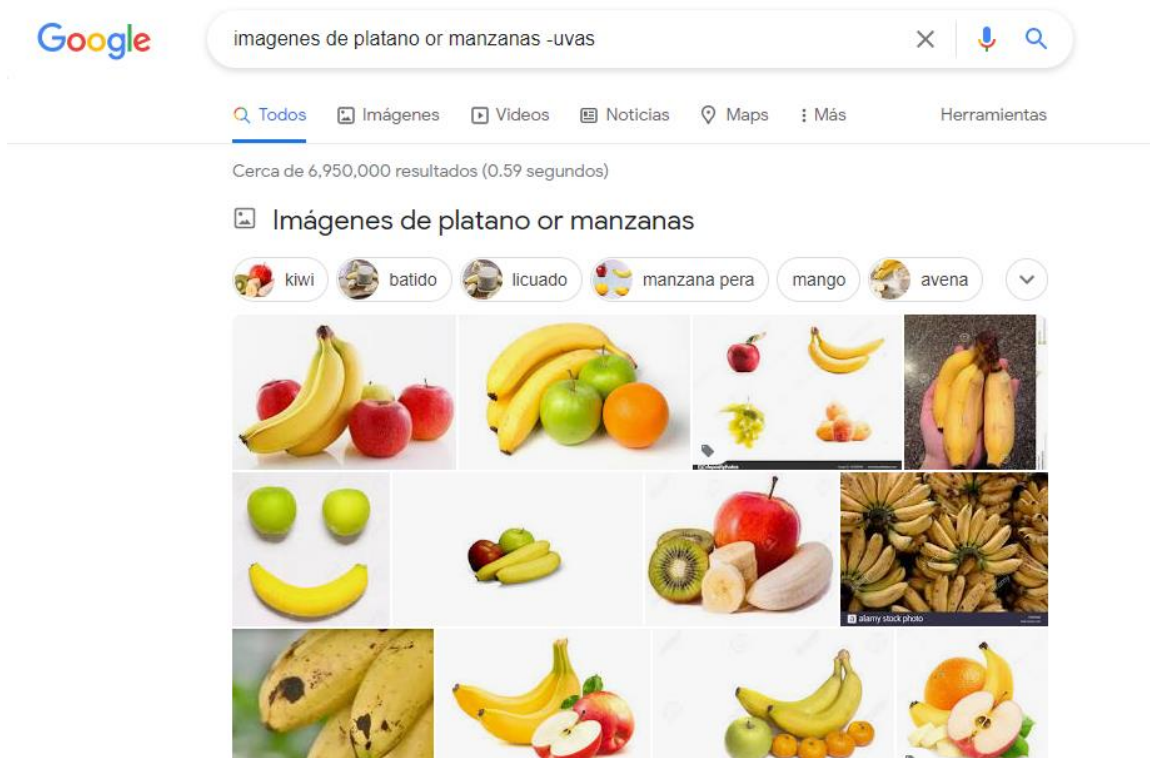 Google
imagenes de platano or manzanas -uvas
Todos Imágenes Videos Noticias Maps Más Herramientas
Cerca de 6,950,000 resultados (0.59 segundos)
Imágenes de platano or manzanas
kiwi batido licuado manzana pera mango avena
depositphotos
alamy stock photo